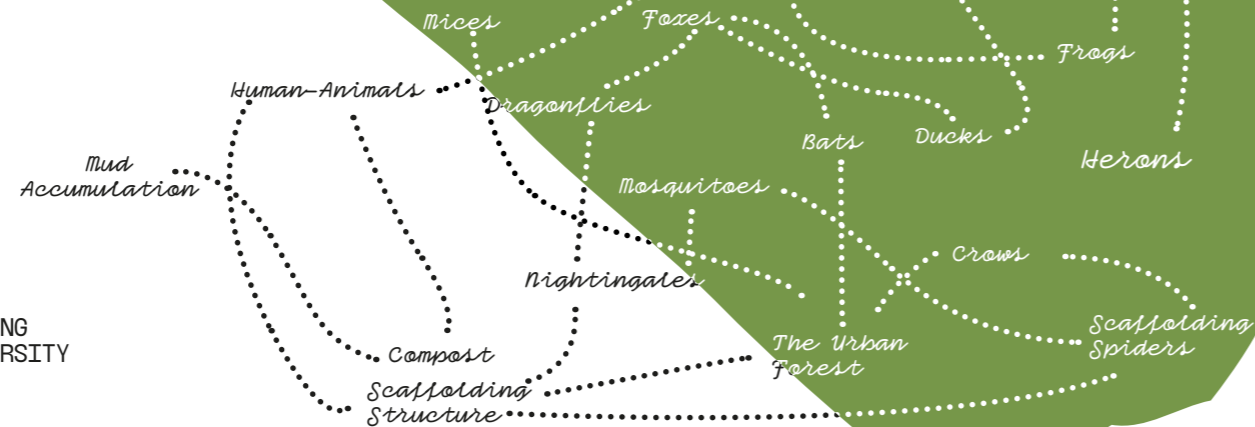 Mices
Foxes
Frogs
Human-Animals
Dragonflies
Bats
Ducks
Herons
Mud
Accumulation
Mosquitoes
Crows
Nightingales
NG
RSITY
Scaffolding
Spiders
The Urban
Forest
Compost
Scaffolding
Structure